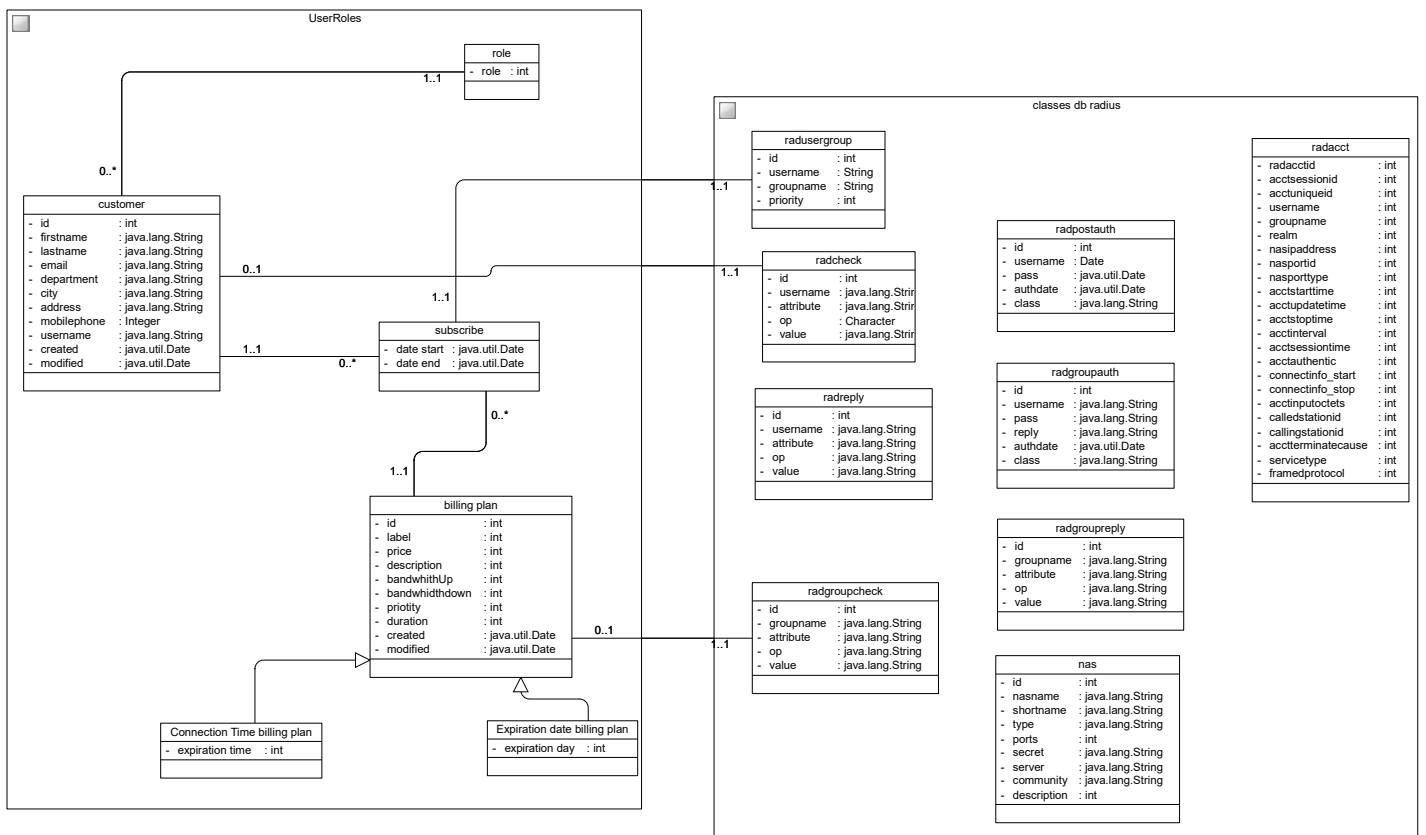 UserRoles
role
- role : int
1..1
0..*
customer
- id : int
- firstname : java.lang.String
- lastname : java.lang.String
- email : java.lang.String
- department : java.lang.String
- city : java.lang.String
- address : java.lang.String
- mobilephone : Integer
- username : java.lang.String
- created : java.util.Date
- modified : java.util.Date
0..1
1..1
0..*
1..1
subscribe
- date start : java.util.Date
- date end : java.util.Date
0..*
1..1
billing plan
- id : int
- label : int
- price : int
- description : int
- bandwhithUp : int
- bandwhidthdown : int
- priotity : int
- duration : int
- created : java.util.Date
- modified : java.util.Date
0..1
Connection Time billing plan
- expiration time : int
Expiration date billing plan
- expiration day : int
classes db radius
radusergroup
- id : int
- username : String
- groupname : String
- priority : int
1..1
radcheck
- id : int
- username : java.lang.Strin
- attribute : java.lang.Strin
- op : Character
- value : java.lang.Strin
1..1
radreply
- id : int
- username : java.lang.String
- attribute : java.lang.String
- op : java.lang.String
- value : java.lang.String
radgroupcheck
- id : int
- groupname : java.lang.String
- attribute : java.lang.String
- op : java.lang.String
- value : java.lang.String
1..1
radpostauth
- id : int
- username : Date
- pass : java.util.Date
- authdate : java.util.Date
- class : java.lang.String
radgroupauth
- id : int
- username : java.lang.String
- pass : java.lang.String
- reply : java.lang.String
- authdate : java.util.Date
- class : java.lang.String
radgroupreply
- id : int
- groupname : java.lang.String
- attribute : java.lang.String
- op : java.lang.String
- value : java.lang.String
nas
- id : int
- nasname : java.lang.String
- shortname : java.lang.String
- type : java.lang.String
- ports : int
- secret : java.lang.String
- server : java.lang.String
- community : java.lang.String
- description : int
radacct
- radacctid : int
- acctsessionid : int
- acctuniqueid : int
- username : int
- groupname : int
- realm : int
- nasipaddress : int
- nasportid : int
- nasporttype : int
- acctstarttime : int
- acctupdatetime : int
- acctstoptime : int
- acctinterval : int
- acctsessiontime : int
- acctauthentic : int
- connectinfo_start : int
- connectinfo_stop : int
- acctinputoctets : int
- calledstationid : int
- callingstationid : int
- acctterminatecause : int
- servicetype : int
- framedprotocol : int